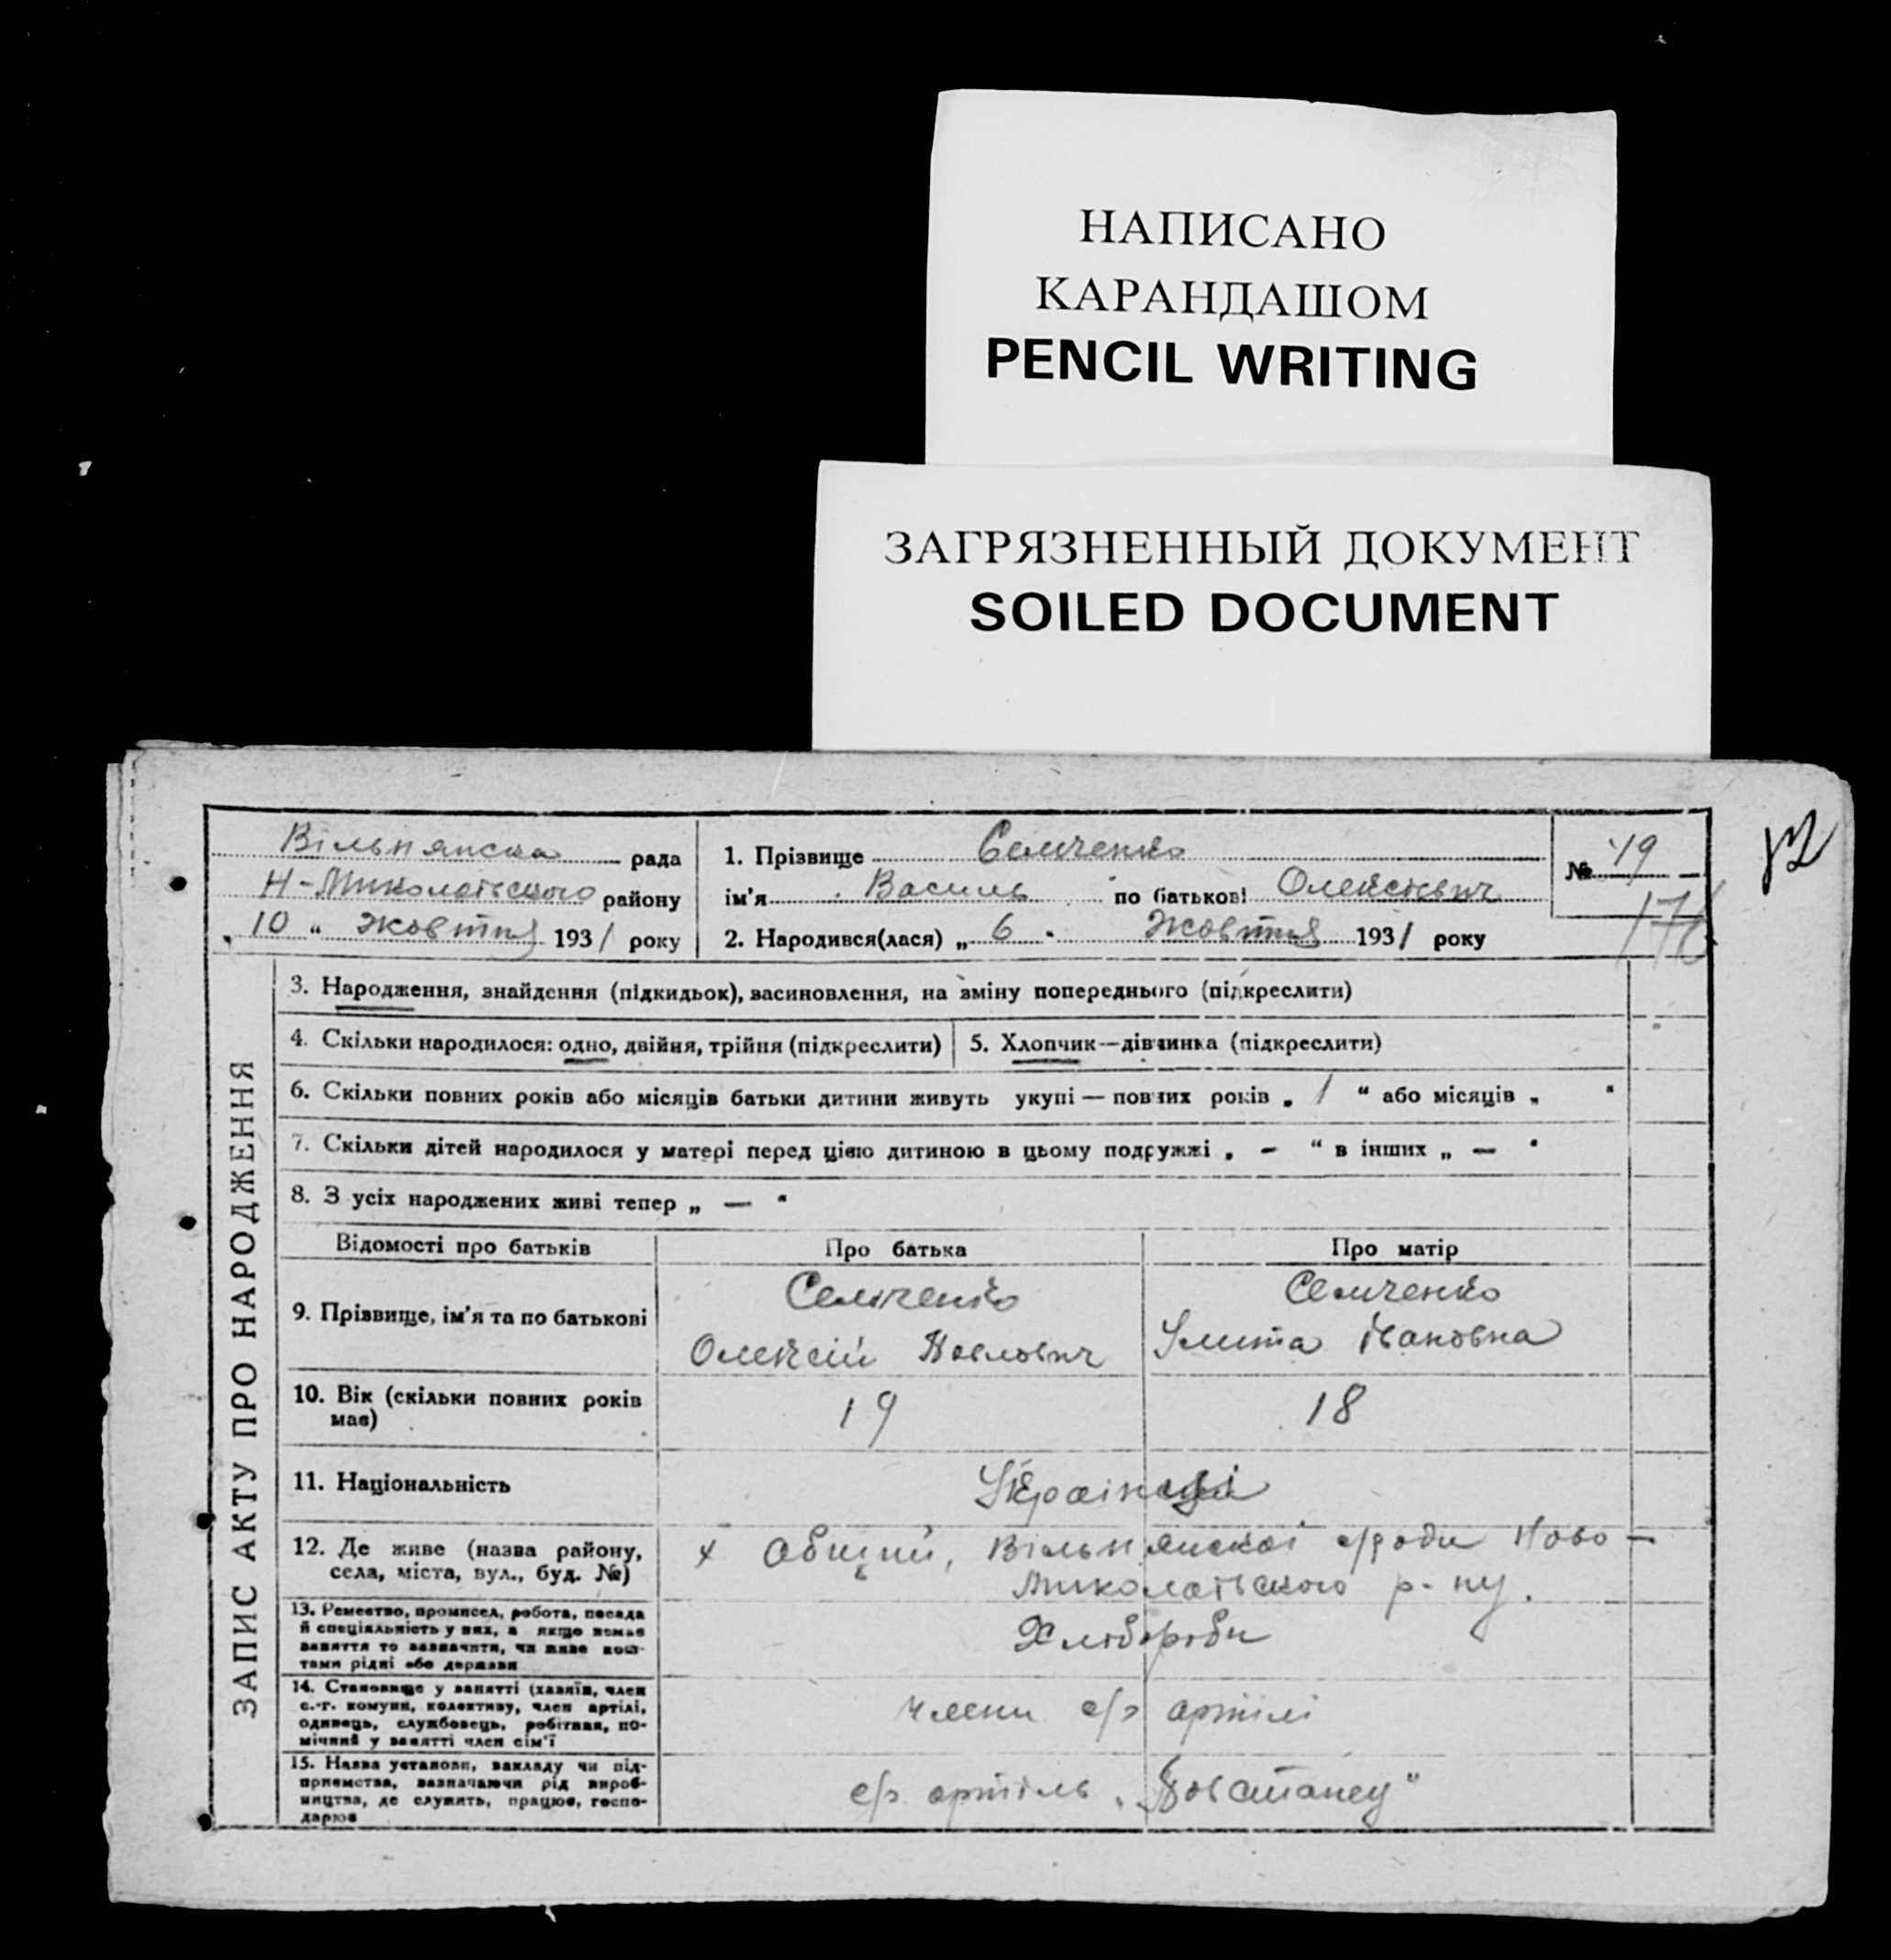 НАПИСАНО
КАРАНДАШОМ
PENCIL WRITING
ЗАГРЯЗНЕННЫЙ ДОКУМЕНТ
SOILED DOCUMENT
Вільнянська рада
Н-Миколаївського району
„ 10 “ Жовтня 1931 року
1. Прізвище Семченко
ім'я Василь по батькові Олексієвич
2. Народився(лася) „ 6 " Жовтня 1931 року
№ 49
176
ЗАПИС АКТУ ПРО НАРОДЖЕННЯ
3. Народження, знайдення (підкидьок), васиновлення, на зміну попереднього (підкреслити)
4. Скільки народилося: одно, двійня, трійня (підкреслити)
5. Хлопчик—дівчинка (підкреслити)
6. Скільки повних років або місяців батьки дитини живуть укупі — повних років „ 1 “ або місяців „ “
7. Скільки дітей народилося у матері перед цією дитиною в цьому подружжі „ — “ в інших „ — “
8. З усіх народжених живі тепер „ — “
Відомості про батьків Про батька Про матір
9. Прізвище, ім'я та по батькові
Семченко
Олексій Павлович
Семченко
Улита Івановна
10. Вік (скільки повних років
має)
19
18
11. Національність
Українці
12. Де живе (назва району,
села, міста, вул., буд. №)
х Общий, Вільнянської с/ради Ново-
Миколаївського р-ну.
13. Ремество, промисел, робота, посада
й спеціяльність у них, а якщо немає
заняття то зазначити, чи живе кош-
тами рідні або держави
Хлібороби
14. Становище у занятті (хазяїн, член
с.-г. комуни, колективу, член артілі,
одинець, службовець, робітник, по-
мічний у занятті член сім'ї
члени с/г артілі
15. Назва установи, закладу чи під-
приємства, зазначаючи рід вироб-
ництва, де служить, працює, госпо-
дарює
с/г артіль „Повстанец"